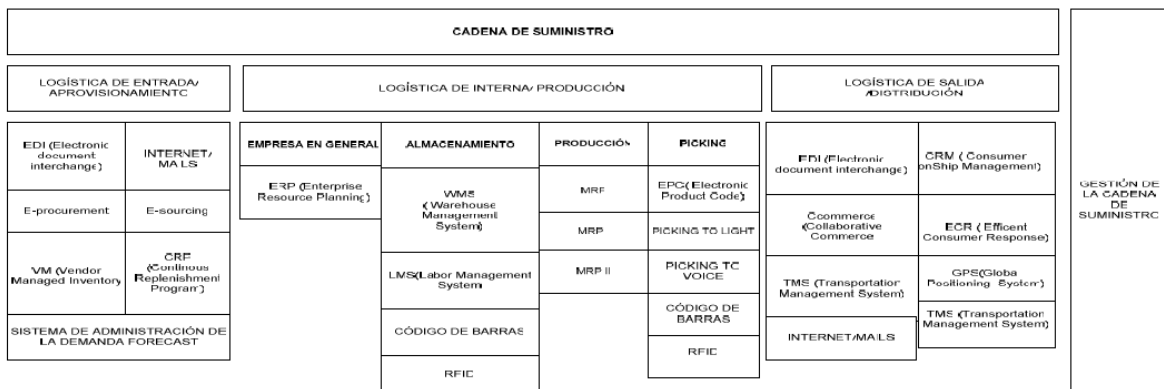 CADENA DE SUMINISTRO
LOGÍSTICA DE ENTRADA/
APROVISIONAMIENTO
LOGÍSTICA DE INTERNA/ PRODUCCIÓN
LOGÍSTICA DE SALIDA
/DISTRIBUCIÓN
EDI (Electronic
document
interchange)
INTERNET/
MAILS
E-procurement
E-sourcing
VM (Vendor
Managed Inventory)
(Continous
Replenishment
Program)
SISTEMA DE ADMINISTRACIÓN DE
LA DEMANDA FORECAST
EMPRESA EN GENERAL
ERP (Enterprise
Resource Planning)
ALMACENAMIENTO
WMS
( Warehouse
Management
System)
LMS(Labor Management
System
CÓDIGO DE BARRAS
RFID
PRODUCCIÓN
MRP
MRP II
PICKING
EPC( Electronic
Product Code)
PICKING TO LIGHT
PICKING TO
VOICE
CÓDIGO DE
BARRAS
RFID
EDI (Electronic
document interchange)
Ccommerce
(Collaborative
Commerce
TMS (Transportation
Management System)
INTERNET/MAILS
CRM ( Consumer
onShip Management)
ECR ( Efficent
Consumer Response)
GPS(Globa
Positioning System)
TMS (Transportation
Management System)
GESTIÓN DE
LA CADENA
DE
SUMINISTRO